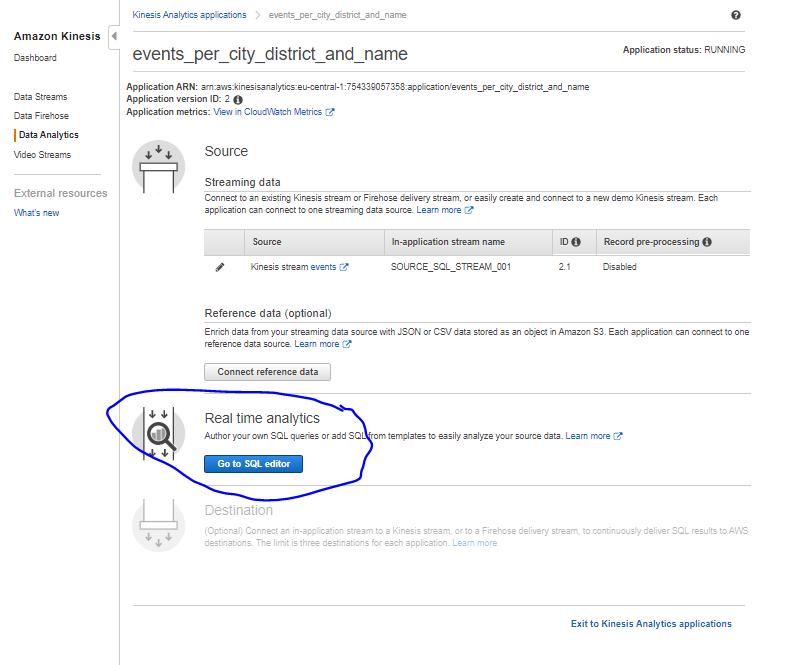 Amazon Kinesis
Dashboard
Data Streams
Data Firehose
Data Analytics
Video Streams
External resources
What's new
Kinesis Analytics applications > events_per_city_district_and_name
events_per_city_district_and_name
Application status: RUNNING
Application ARN: arn:aws:kinesisanalytics:eu-central-1:754339057358:application/events_per_city_district_and_name
Application version ID: 2
Application metrics: View in CloudWatch Metrics
Source
Streaming data
Connect to an existing Kinesis stream or Firehose delivery stream, or easily create and connect to a new demo Kinesis stream. Each
application can connect to one streaming data source. Learn more
Source In-application stream name ID Record pre-processing
Kinesis stream events SOURCE_SQL_STREAM_001 2.1 Disabled
Reference data (optional)
Enrich data from your streaming data source with JSON or CSV data stored as an object in Amazon S3. Each application can connect to one
reference data source. Learn more
Connect reference data
Real time analytics
Author your own SQL queries or add SQL from templates to easily analyze your source data. Learn more
Go to SQL editor
Destination
(Optional) Connect an in-application stream to a Kinesis stream, or to a Firehose delivery stream, to continuously deliver SQL results to AWS
destinations. The limit is three destinations for each application. Learn more
Exit to Kinesis Analytics applications